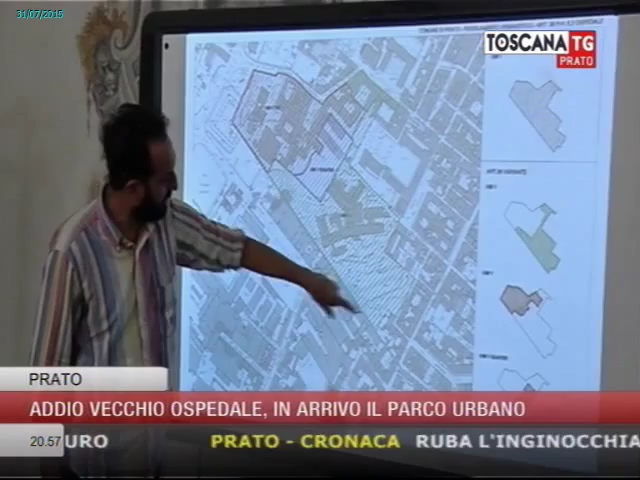 31/07/2015
TOSCANA TG
PRATO
PRATO
ADDIO VECCHIO OSPEDALE, IN ARRIVO IL PARCO URBANO
20.57 URO PRATO - CRONACA RUBA L'INGINOCCHIA